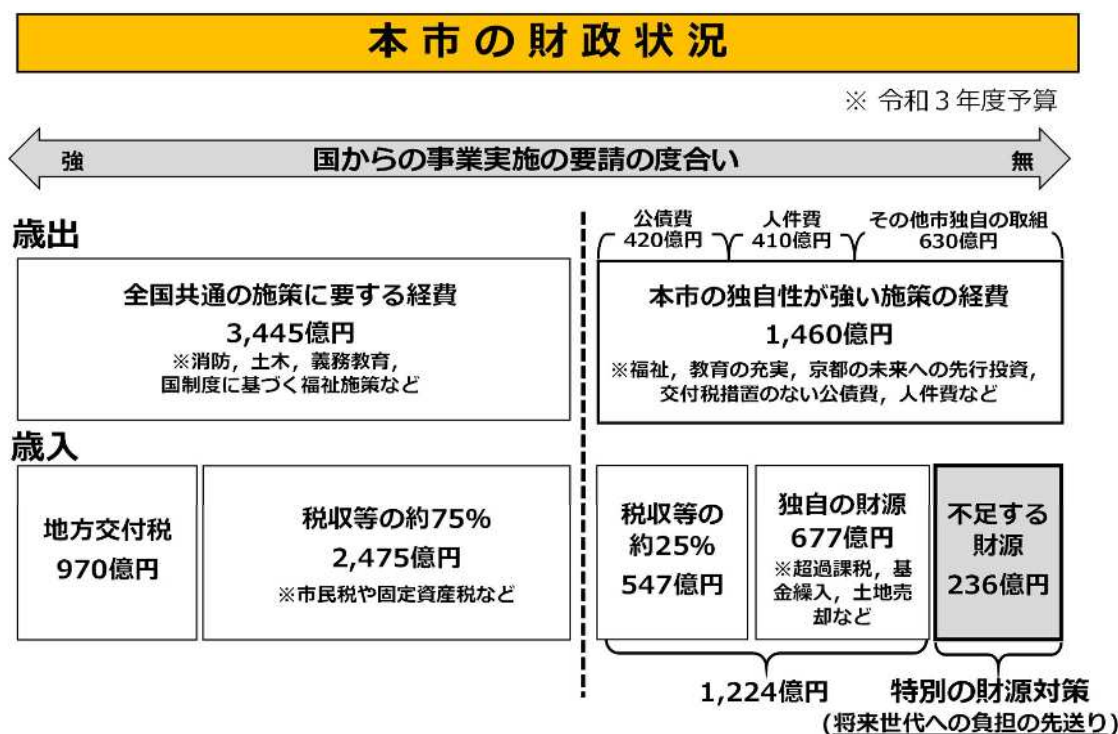 本市の財政状況
※ 令和３年度予算
強
国からの事業実施の要請の度合い
無
歳出
公債費
420億円
人件費
410億円
その他市独自の取組
630億円
全国共通の施策に要する経費
3,445億円
※消防，土木，義務教育，
国制度に基づく福祉施策など
本市の独自性が強い施策の経費
1,460億円
※福祉，教育の充実，京都の未来への先行投資，
交付税措置のない公債費，人件費など
歳入
地方交付税
970億円
税収等の約75%
2,475億円
※市民税や固定資産税など
税収等の
約25%
547億円
独自の財源
677億円
※超過課税，基
金繰入，土地売
却など
不足する
財源
236億円
1,224億円
特別の財源対策
(将来世代への負担の先送り)